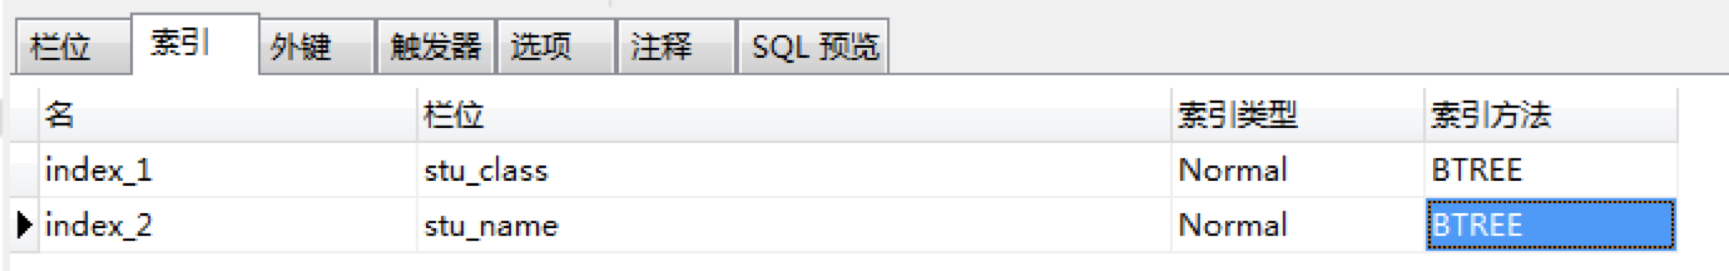 栏位 索引 外键 触发器 选项 注释 SQL 预览
名 栏位 索引类型 索引方法
index_1 stu_class Normal BTREE
index_2 stu_name Normal BTREE